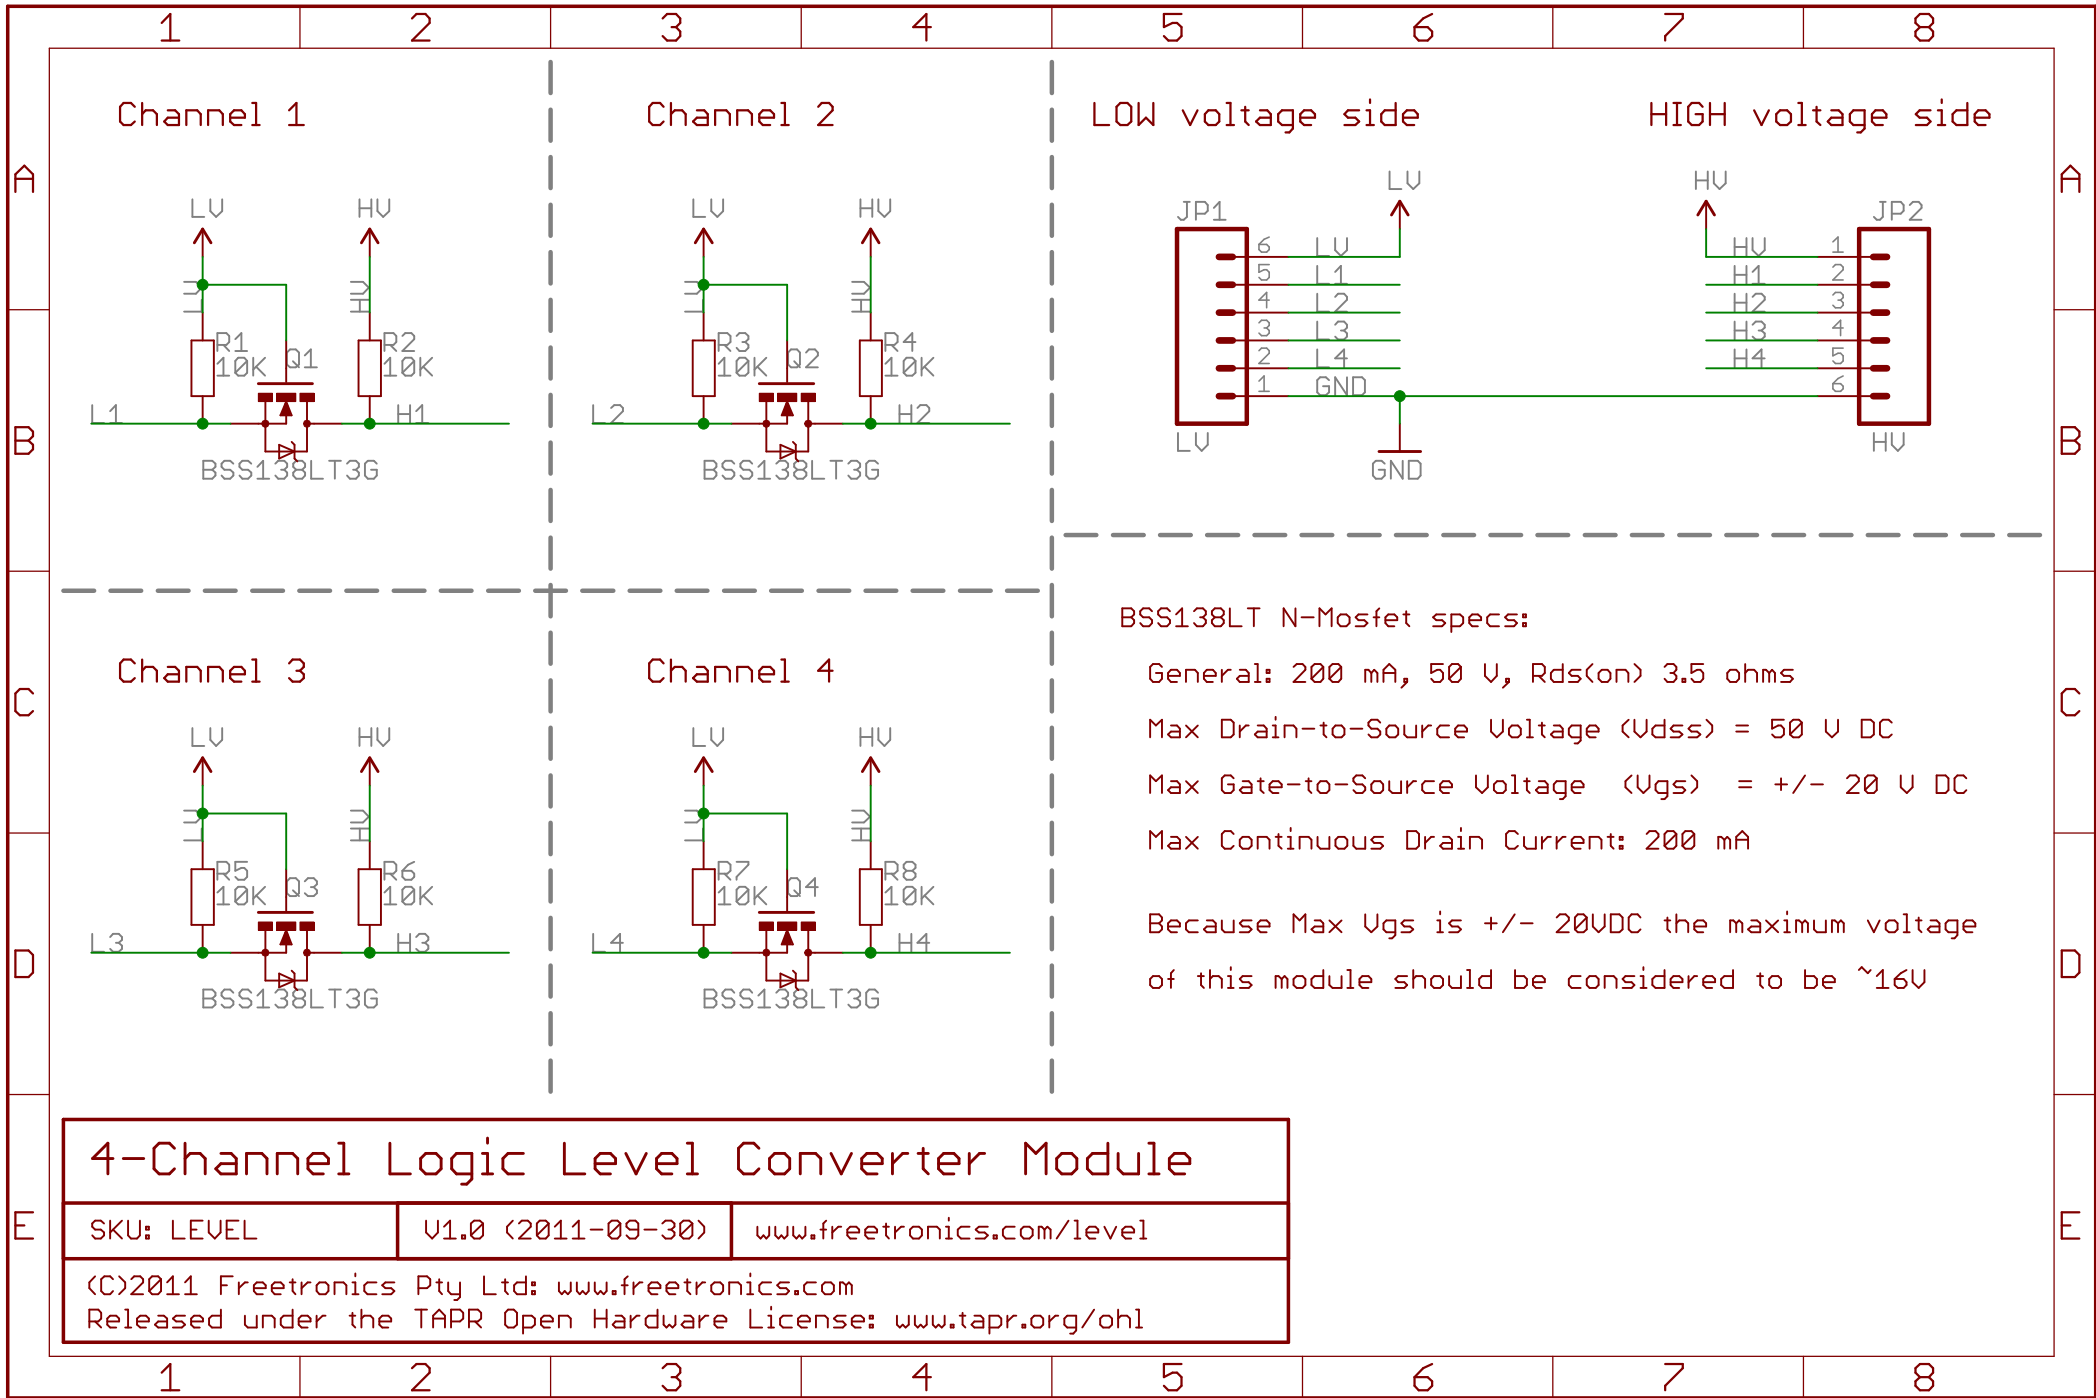 1 2 3 4 5 6 7 8
A A
B B
C C
D D
E E
Channel 1
LV HV
LV HV
R1
10K
Q1
R2
10K
L1 H1
BSS138LT3G
Channel 2
LV HV
LV HV
R3
10K
Q2
R4
10K
L2 H2
BSS138LT3G
LOW voltage side HIGH voltage side
LV HV
JP1 JP2
6 LV HV 1
5 L1 H1 2
4 L2 H2 3
3 L3 H3 4
2 L4 H4 5
1 GND 6
LV GND HV
Channel 3
LV HV
LV HV
R5
10K
Q3
R6
10K
L3 H3
BSS138LT3G
Channel 4
LV HV
LV HV
R7
10K
Q4
R8
10K
L4 H4
BSS138LT3G
BSS138LT N-Mosfet specs:
General: 200 mA, 50 V, Rds(on) 3.5 ohms
Max Drain-to-Source Voltage (Vdss) = 50 V DC
Max Gate-to-Source Voltage (Vgs) = +/- 20 V DC
Max Continuous Drain Current: 200 mA
Because Max Vgs is +/- 20VDC the maximum voltage
of this module should be considered to be ~16V
4-Channel Logic Level Converter Module
SKU: LEVEL V1.0 (2011-09-30) www.freetronics.com/level
(C)2011 Freetronics Pty Ltd: www.freetronics.com
Released under the TAPR Open Hardware License: www.tapr.org/ohl
1 2 3 4 5 6 7 8